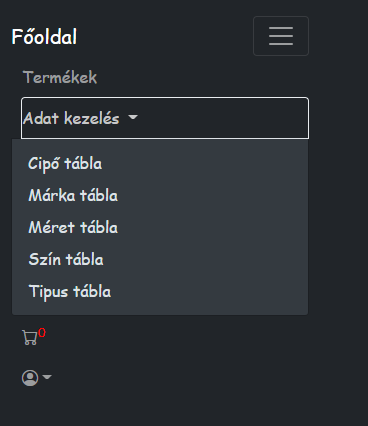 Főoldal
Termékek
Adat kezelés
Cipő tábla
Márka tábla
Méret tábla
Szín tábla
Tipus tábla
0